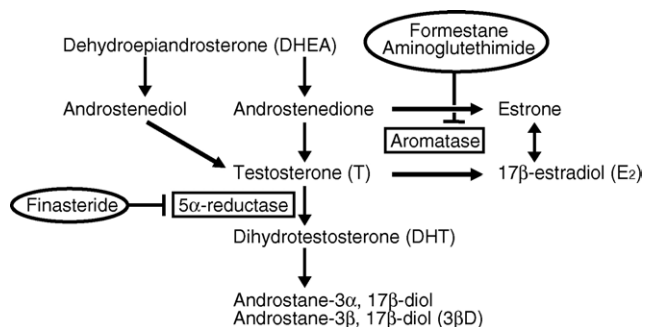 Formestane
Aminoglutethimide
Dehydroepiandrosterone (DHEA)
Androstenediol
Androstenedione
Estrone
Aromatase
Testosterone (T)
17β-estradiol (E₂)
Finasteride
5α-reductase
Dihydrotestosterone (DHT)
Androstane-3α, 17β-diol
Androstane-3β, 17β-diol (3βD)